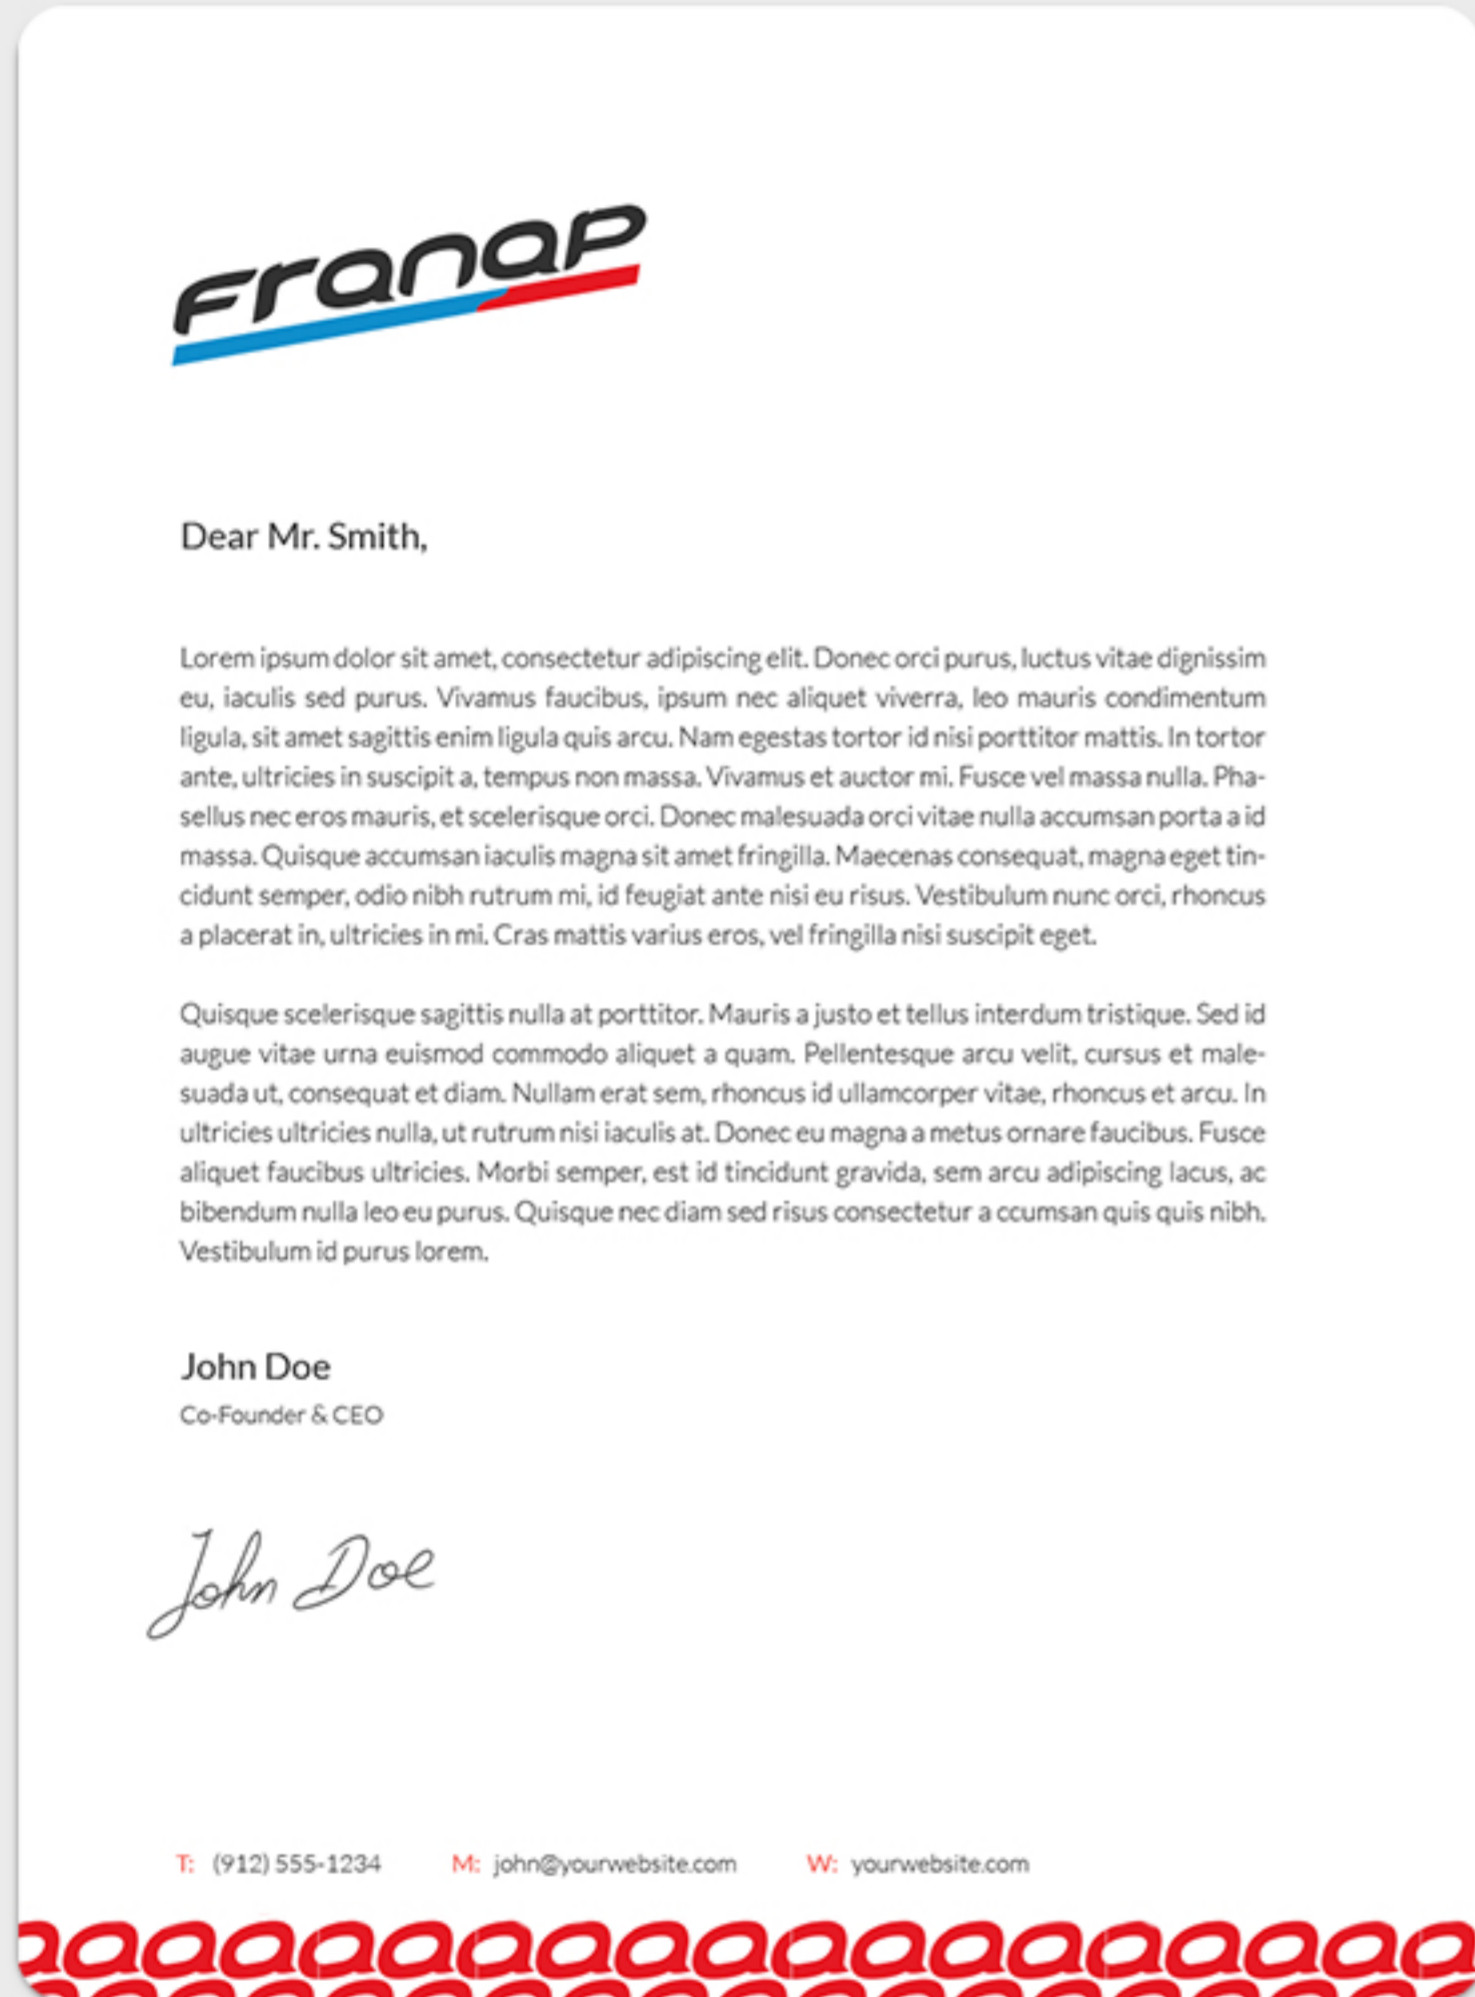 Franap
Dear Mr. Smith,
Lorem ipsum dolor sit amet, consectetur adipiscing elit. Donec orci purus, luctus vitae dignissim
eu, iaculis sed purus. Vivamus faucibus, ipsum nec aliquet viverra, leo mauris condimentum
ligula, sit amet sagittis enim ligula quis arcu. Nam egestas tortor id nisi porttitor mattis. In tortor
ante, ultricies in suscipit a, tempus non massa. Vivamus et auctor mi. Fusce vel massa nulla. Pha-
sellus nec eros mauris, et scelerisque orci. Donec malesuada orci vitae nulla accumsan porta a id
massa. Quisque accumsan iaculis magna sit amet fringilla. Maecenas consequat, magna eget tin-
cidunt semper, odio nibh rutrum mi, id feugiat ante nisi eu risus. Vestibulum nunc orci, rhoncus
a placerat in, ultricies in mi. Cras mattis varius eros, vel fringilla nisi suscipit eget.
Quisque scelerisque sagittis nulla at porttitor. Mauris a justo et tellus interdum tristique. Sed id
augue vitae urna euismod commodo aliquet a quam. Pellentesque arcu velit, cursus et male-
suada ut, consequat et diam. Nullam erat sem, rhoncus id ullamcorper vitae, rhoncus et arcu. In
ultricies ultricies nulla, ut rutrum nisi iaculis at. Donec eu magna a metus ornare faucibus. Fusce
aliquet faucibus ultricies. Morbi semper, est id tincidunt gravida, sem arcu adipiscing lacus, ac
bibendum nulla leo eu purus. Quisque nec diam sed risus consectetur a ccumsan quis quis nibh.
Vestibulum id purus lorem.
John Doe
Co-Founder & CEO
John Doe
T: (912) 555-1234 M: john@yourwebsite.com W: yourwebsite.com